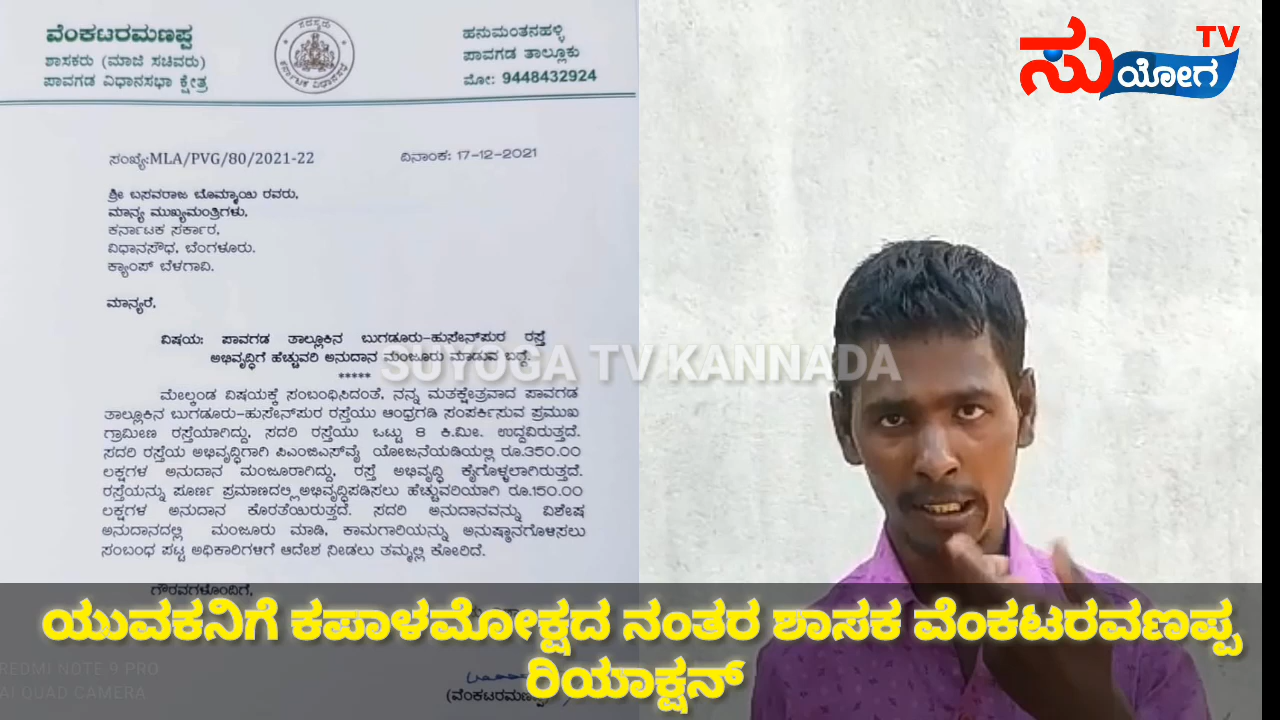 ವೆಂಕಟರಮಣಪ್ಪ
ಶಾಸಕರು (ಮಾಜಿ ಸಚಿವರು)
ಪಾವಗಡ ವಿಧಾನಸಭಾ ಕ್ಷೇತ್ರ
ಹನುಮಂತನಹಳ್ಳಿ
ಪಾವಗಡ ತಾಲ್ಲೂಕು
ಮೋ: 9448432924
ಸುಯೋಗ TV
ಸಂಖ್ಯೆ:MLA/PVG/80/2021-22
ದಿನಾಂಕ: 17-12-2021
ಶ್ರೀ ಬಸವರಾಜ ಬೊಮ್ಮಾಯಿ ರವರು,
ಮಾನ್ಯ ಮುಖ್ಯಮಂತ್ರಿಗಳು,
ಕರ್ನಾಟಕ ಸರ್ಕಾರ,
ವಿಧಾನಸೌಧ, ಬೆಂಗಳೂರು.
ಕ್ಯಾಂಪ್ ಬೆಳಗಾವಿ.
ಮಾನ್ಯರೆ,
ವಿಷಯ: ಪಾವಗಡ ತಾಲ್ಲೂಕಿನ ಬುಗಡೂರು-ಹುಸೇನ್‌ಪುರ ರಸ್ತೆ
ಅಭಿವೃದ್ಧಿಗೆ ಹೆಚ್ಚುವರಿ ಅನುದಾನ ಮಂಜೂರು ಮಾಡುವ ಬಗ್ಗೆ.
*****
SUYOGA TV KANNADA
ಮೇಲ್ಕಂಡ ವಿಷಯಕ್ಕೆ ಸಂಬಂಧಿಸಿದಂತೆ, ನನ್ನ ಮತಕ್ಷೇತ್ರವಾದ ಪಾವಗಡ
ತಾಲ್ಲೂಕಿನ ಬುಗಡೂರು-ಹುಸೇನ್‌ಪುರ ರಸ್ತೆಯು ಆಂಧ್ರಗಡಿ ಸಂಪರ್ಕಿಸುವ ಪ್ರಮುಖ
ಗ್ರಾಮೀಣ ರಸ್ತೆಯಾಗಿದ್ದು, ಸದರಿ ರಸ್ತೆಯು ಒಟ್ಟು 8 ಕಿ.ಮೀ. ಉದ್ದವಿರುತ್ತದೆ.
ಸದರಿ ರಸ್ತೆಯ ಅಭಿವೃದ್ಧಿಗಾಗಿ ಪಿಎಂಜಿಎಸ್‌ವೈ ಯೋಜನೆಯಡಿಯಲ್ಲಿ ರೂ.350.00
ಲಕ್ಷಗಳ ಅನುದಾನ ಮಂಜೂರಾಗಿದ್ದು, ರಸ್ತೆ ಅಭಿವೃದ್ಧಿ ಕೈಗೊಳ್ಳಲಾಗಿರುತ್ತದೆ.
ರಸ್ತೆಯನ್ನು ಪೂರ್ಣ ಪ್ರಮಾಣದಲ್ಲಿ ಅಭಿವೃದ್ಧಿಪಡಿಸಲು ಹೆಚ್ಚುವರಿಯಾಗಿ ರೂ.150.00
ಲಕ್ಷಗಳ ಅನುದಾನ ಕೊರತೆಯಿರುತ್ತದೆ. ಸದರಿ ಅನುದಾನವನ್ನು ವಿಶೇಷ
ಅನುದಾನದಲ್ಲಿ ಮಂಜೂರು ಮಾಡಿ, ಕಾಮಗಾರಿಯನ್ನು ಅನುಷ್ಠಾನಗೊಳಿಸಲು
ಸಂಬಂಧ ಪಟ್ಟ ಅಧಿಕಾರಿಗಳಿಗೆ ಆದೇಶ ನೀಡಲು ತಮ್ಮಲ್ಲಿ ಕೋರಿದೆ.
ಗೌರವಗಳೊಂದಿಗೆ,
ಯುವಕನಿಗೆ ಕಪಾಳಮೋಕ್ಷದ ನಂತರ ಶಾಸಕ ವೆಂಕಟರವಣಪ್ಪ
ರಿಯಾಕ್ಷನ್
REDMI NOTE 9 PRO
AI QUAD CAMERA